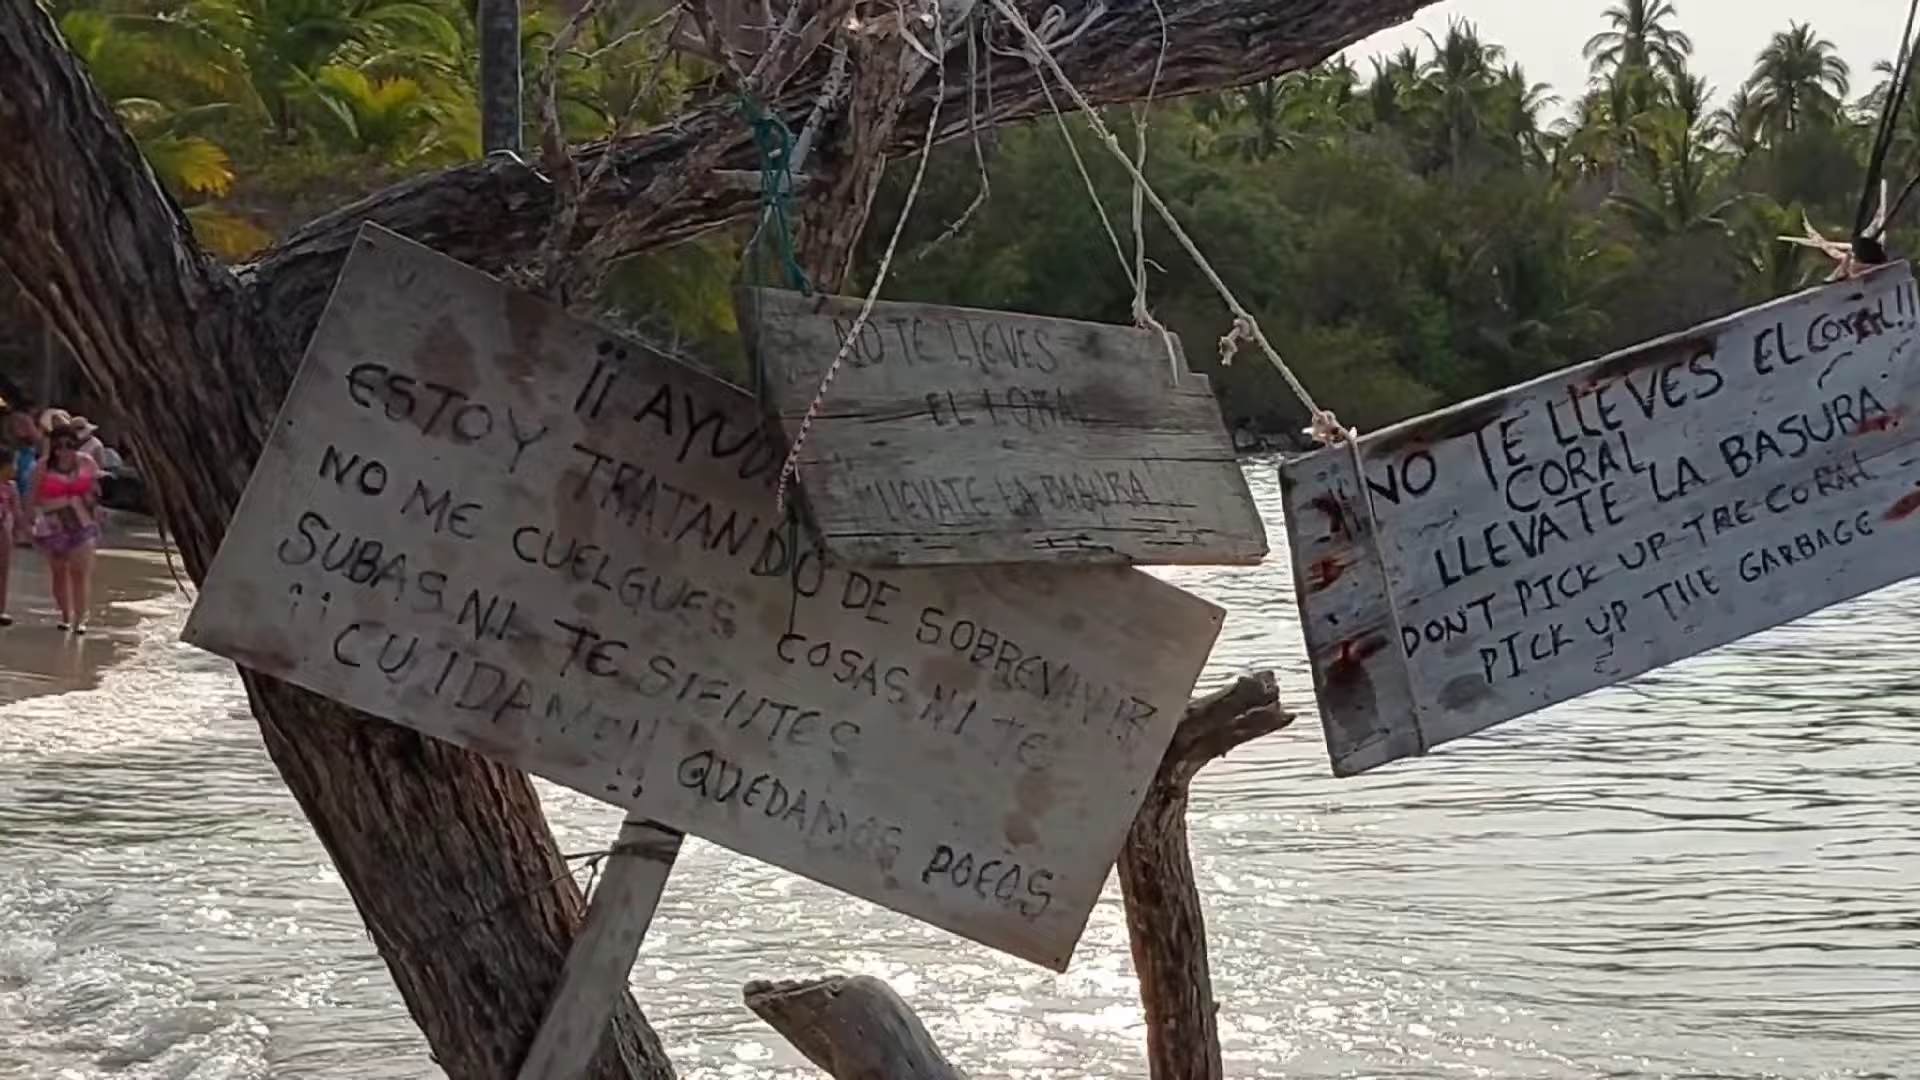 ¡¡ AYUD
ESTOY TRATANDO DE SOBREVIVIR
NO ME CUELGUES COSAS NI TE
SUBAS NI TE SIENTES
¡¡ CUIDAME!!
¡¡ QUEDAMOS POCOS
NO TE LLEVES
EL CORAL
LLEVATE LA BASURA!!
NO TE LLEVES EL CORAL!!
CORAL
LLEVATE LA BASURA
DON'T PICK UP THE CORAL
PICK UP THE GARBAGE